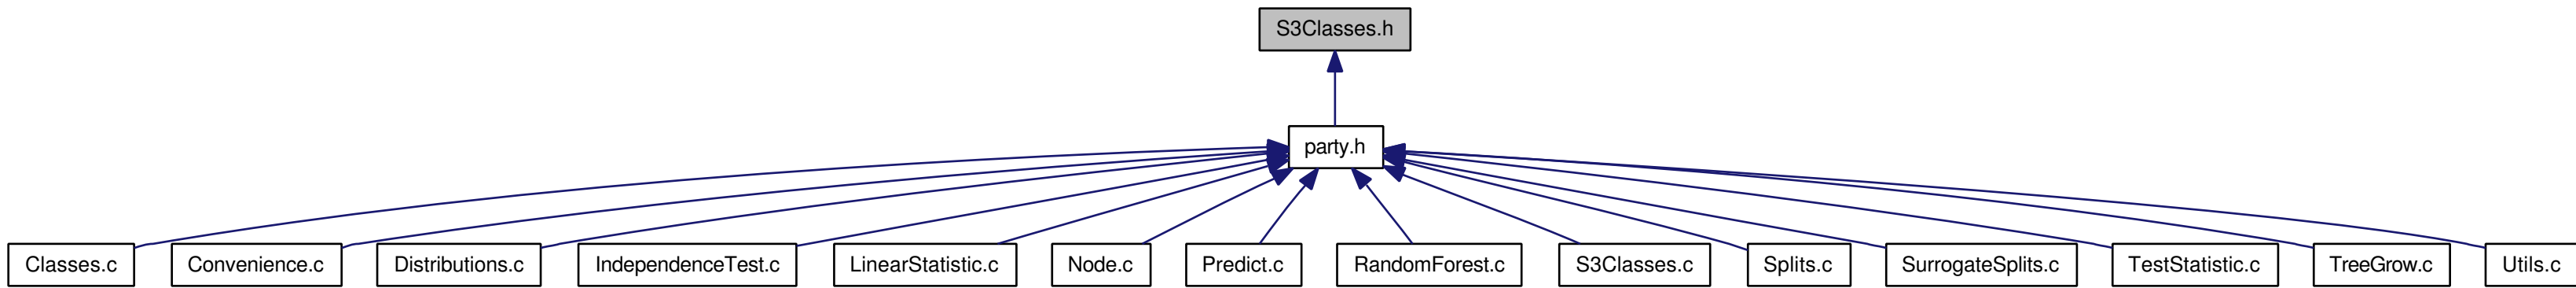 S3Classes.h
party.h
Classes.c
Convenience.c
Distributions.c
IndependenceTest.c
LinearStatistic.c
Node.c
Predict.c
RandomForest.c
S3Classes.c
Splits.c
SurrogateSplits.c
TestStatistic.c
TreeGrow.c
Utils.c